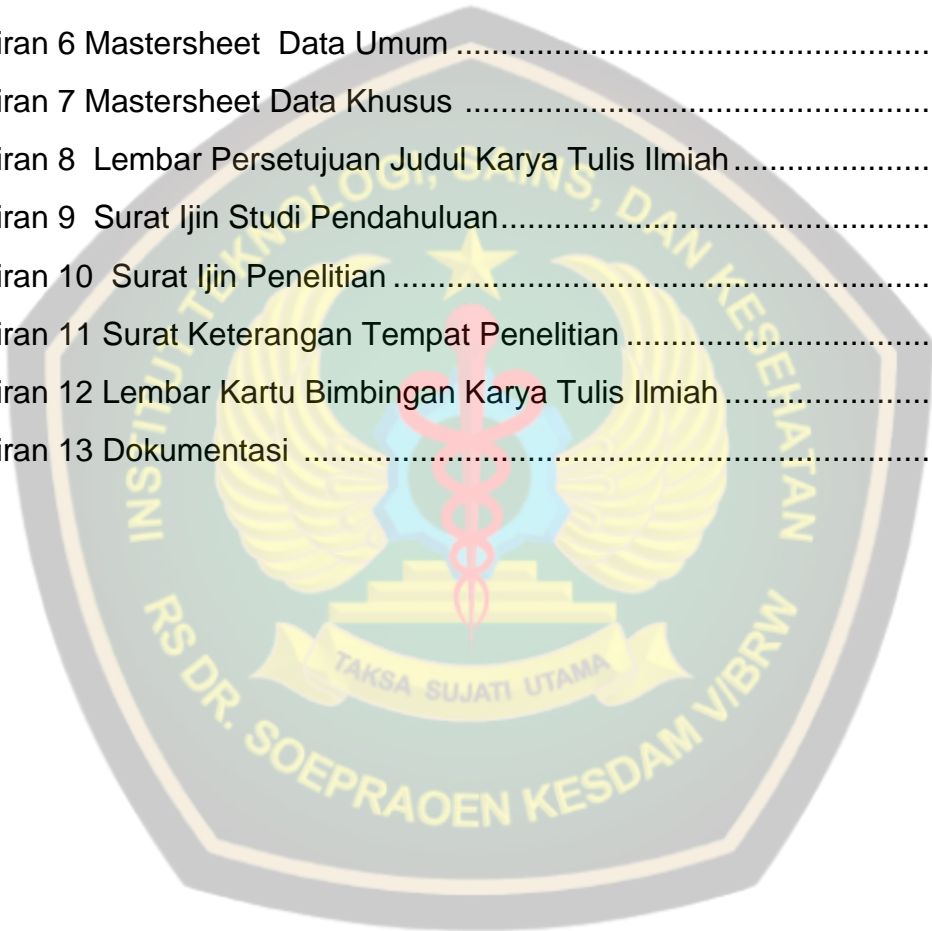 iran 6 Mastersheet  Data Umum ......................................................
iran 7 Mastersheet Data Khusus .....................................................
iran 8  Lembar Persetujuan Judul Karya Tulis Ilmiah ......................
iran 9  Surat Ijin Studi Pendahuluan.................................................
iran 10  Surat Ijin Penelitian .............................................................
iran 11 Surat Keterangan Tempat Penelitian ..................................
iran 12 Lembar Kartu Bimbingan Karya Tulis Ilmiah .......................
iran 13 Dokumentasi .......................................................................
INSTITUT TEKNOLOGI, SAINS, DAN KESEHATAN
TAKSA SUJATI UTAMA
RS DR. SOEPRAOEN KESDAM V/BRW